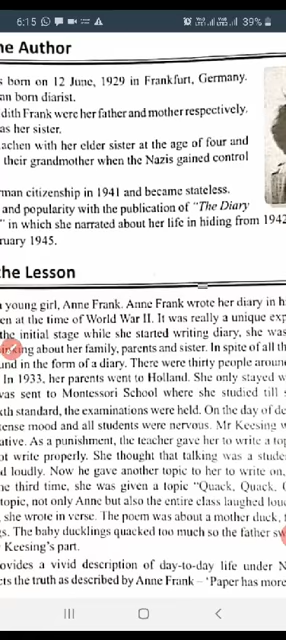 6:15 39%
ne Author
s born on 12 June, 1929 in Frankfurt, Germany.
an born diarist.
dith Frank were her father and mother respectively.
as her sister.
achen with her elder sister at the age of four and
their grandmother when the Nazis gained control
rman citizenship in 1941 and became stateless.
and popularity with the publication of "The Diary
" in which she narrated about her life in hiding from 1942
ruary 1945.
the Lesson
young girl, Anne Frank. Anne Frank wrote her diary in h
en at the time of World War II. It was really a unique exp
the initial stage while she started writing diary, she was
inking about her family, parents and sister. In spite of all th
und in the form of a diary. There were thirty people aroun
In 1933, her parents went to Holland. She only stayed w
was sent to Montessori School where she studied till s
xth standard, the examinations were held. On the day of de
tense mood and all students were nervous. Mr Keesing w
ative. As a punishment, the teacher gave her to write a top
not write properly. She thought that talking was a stude
d loudly. Now he gave another topic to her to write on,
he third time, she was given a topic "Quack, Quack, Q
topic, not only Anne but also the entire class laughed lou
, she wrote in verse. The poem was about a mother duck,
gs. The baby ducklings quacked too much so the father sw
Keesing's part.
rovides a vivid description of day-to-day life under N
cts the truth as described by Anne Frank – 'Paper has more